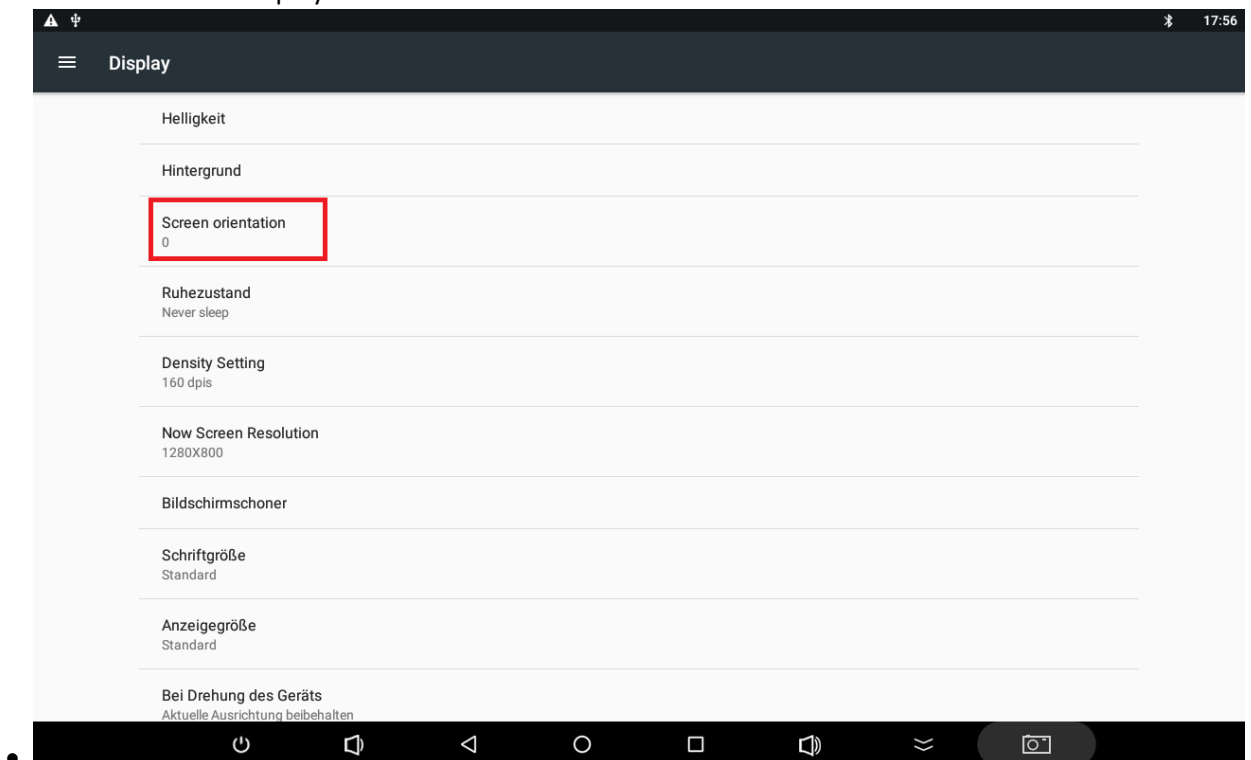 17:56
Display
Helligkeit
Hintergrund
Screen orientation
0
Ruhezustand
Never sleep
Density Setting
160 dpis
Now Screen Resolution
1280X800
Bildschirmschoner
Schriftgröße
Standard
Anzeigegröße
Standard
Bei Drehung des Geräts
Aktuelle Ausrichtung beibehalten